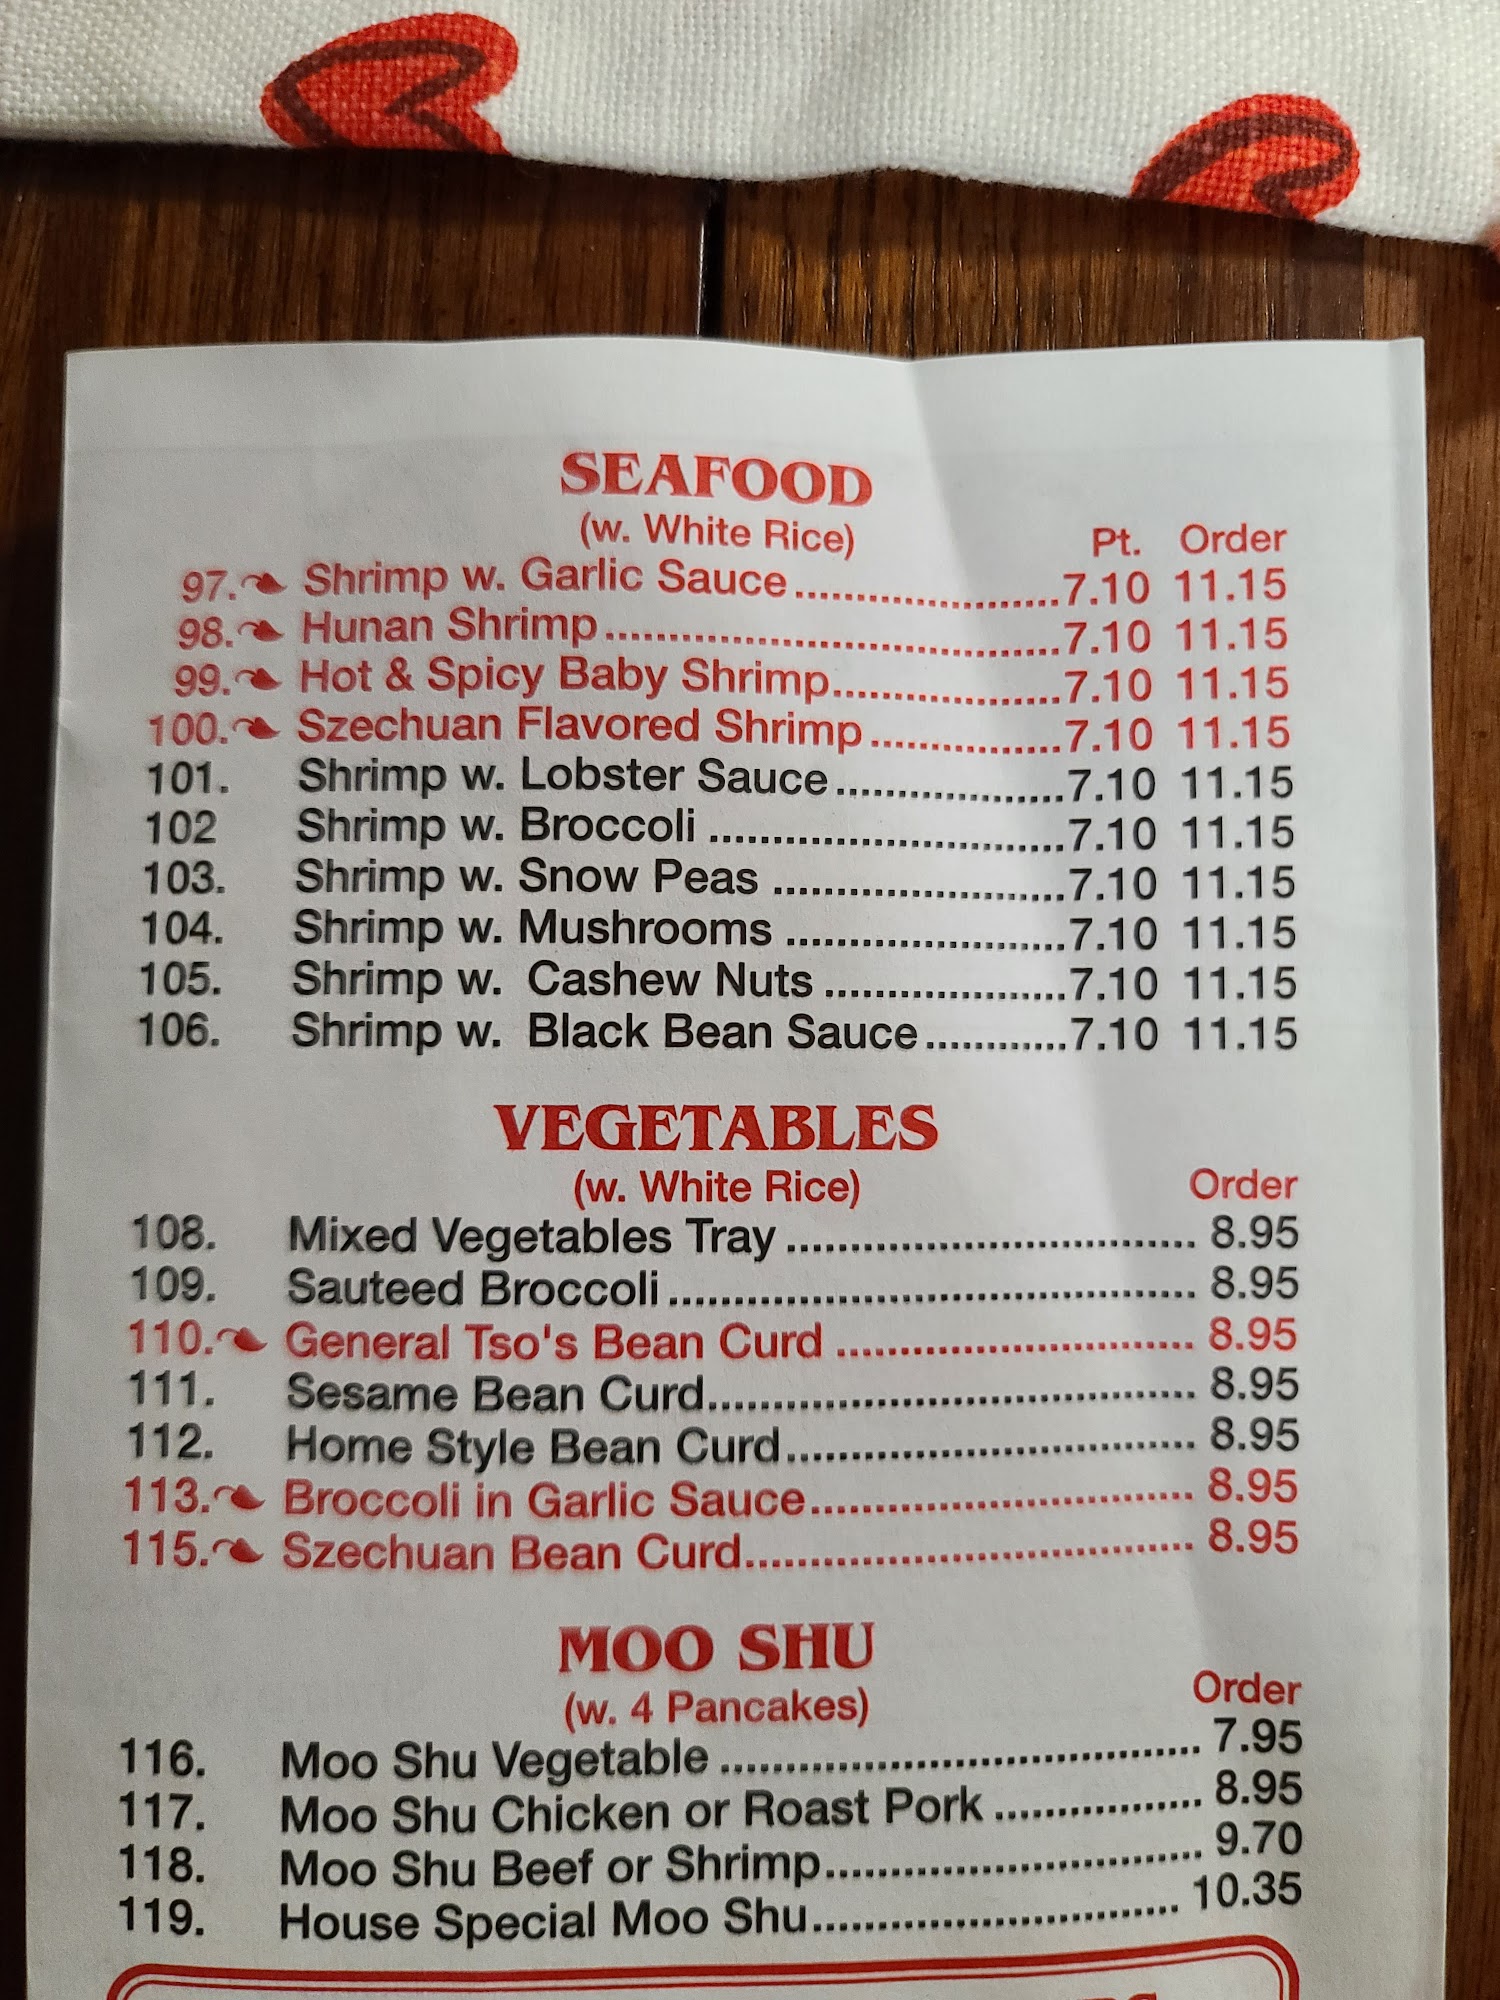 SEAFOOD
(w. White Rice)
Pt. Order
97. Shrimp w. Garlic Sauce.....................7.10 11.15
98. Hunan Shrimp....................................7.10 11.15
99. Hot & Spicy Baby Shrimp..................7.10 11.15
100. Szechuan Flavored Shrimp...............7.10 11.15
101. Shrimp w. Lobster Sauce..................7.10 11.15
102 Shrimp w. Broccoli ............................7.10 11.15
103. Shrimp w. Snow Peas .......................7.10 11.15
104. Shrimp w. Mushrooms ......................7.10 11.15
105. Shrimp w. Cashew Nuts ...................7.10 11.15
106. Shrimp w. Black Bean Sauce...........7.10 11.15
VEGETABLES
(w. White Rice)
Order
108. Mixed Vegetables Tray ................................ 8.95
109. Sauteed Broccoli......................................... 8.95
110. General Tso's Bean Curd ............................ 8.95
111. Sesame Bean Curd...................................... 8.95
112. Home Style Bean Curd................................ 8.95
113. Broccoli in Garlic Sauce.............................. 8.95
115. Szechuan Bean Curd................................... 8.95
MOO SHU
(w. 4 Pancakes)
Order
116. Moo Shu Vegetable ..................................... 7.95
117. Moo Shu Chicken or Roast Pork ................ 8.95
118. Moo Shu Beef or Shrimp............................. 9.70
119. House Special Moo Shu............................. 10.35